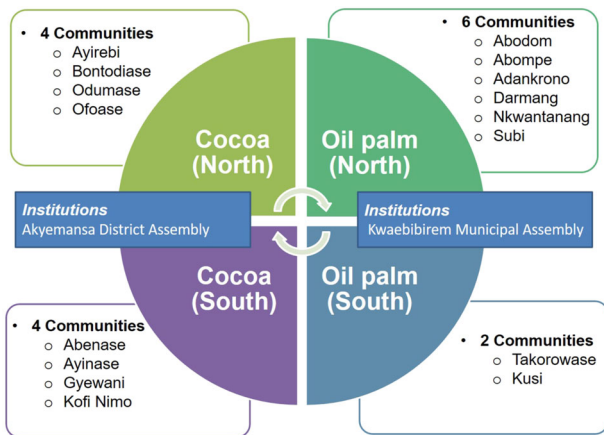 • 4 Communities
o Ayirebi
o Bontodiase
o Odumase
o Ofoase
• 6 Communities
o Abodom
o Abompe
o Adankrono
o Darmang
o Nkwantanang
o Subi
Cocoa
(North)
Oil palm
(North)
Institutions
Akyemansa District Assembly
Institutions
Kwaebibirem Municipal Assembly
Cocoa
(South)
Oil palm
(South)
• 4 Communities
o Abenase
o Ayinase
o Gyewani
o Kofi Nimo
• 2 Communities
o Takorowase
o Kusi